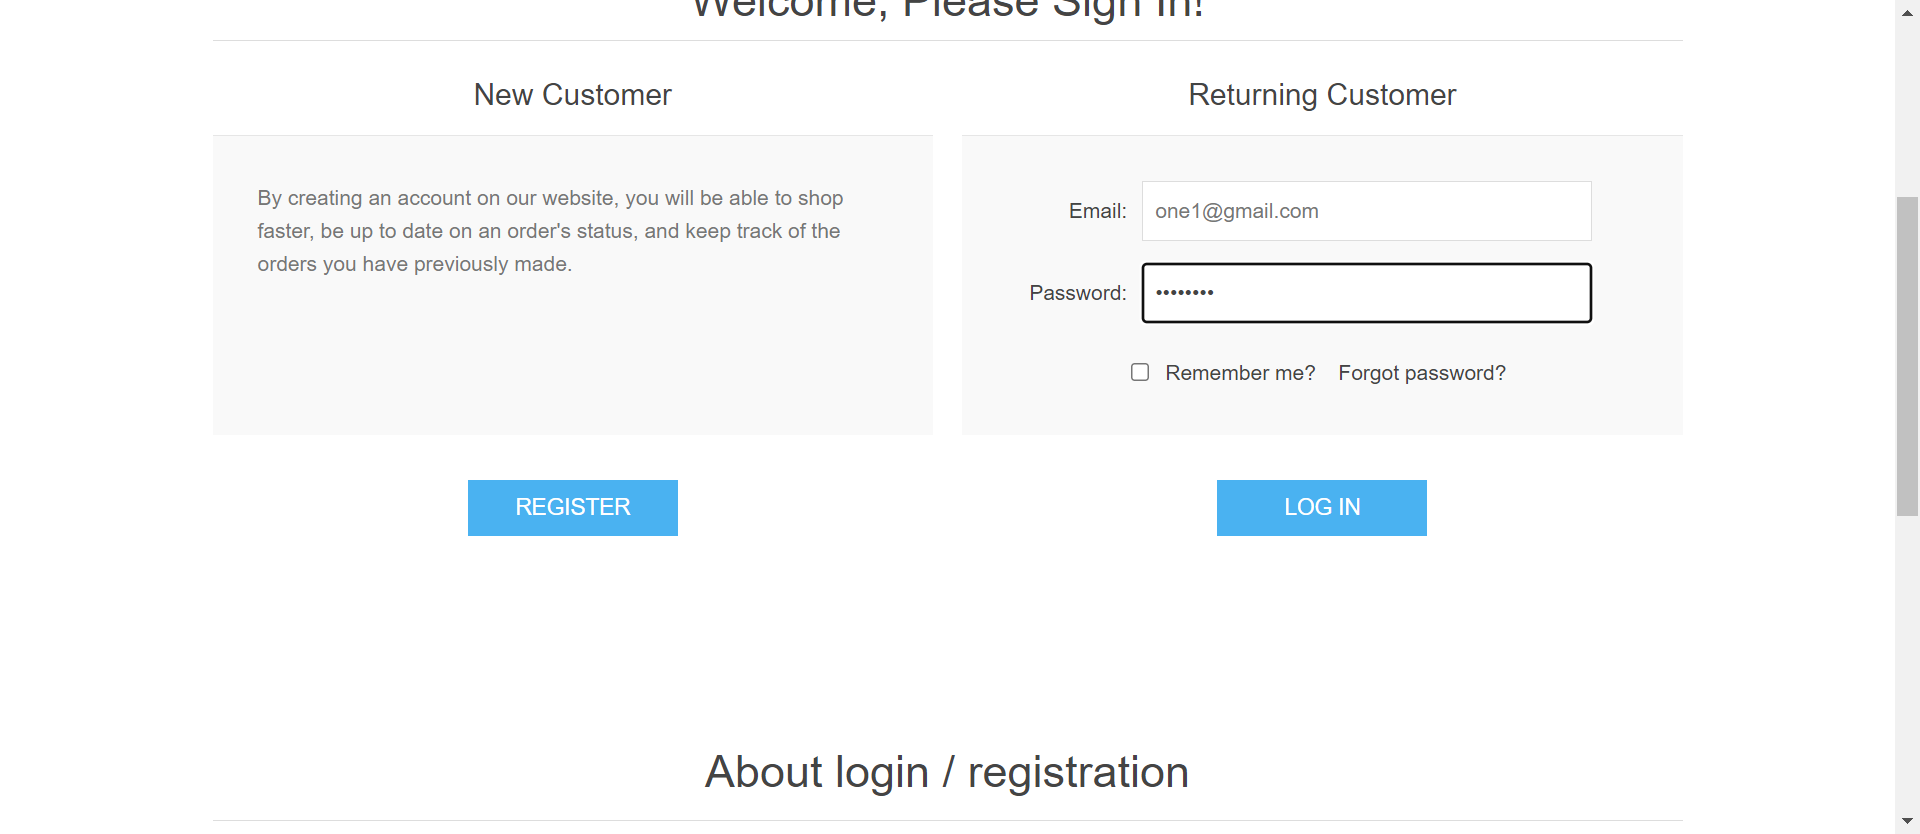 Welcome, Please Sign In!
New Customer
Returning Customer
By creating an account on our website, you will be able to shop
faster, be up to date on an order's status, and keep track of the
orders you have previously made.
Email: one1@gmail.com
Password: ••••••••
Remember me? Forgot password?
REGISTER
LOG IN
About login / registration